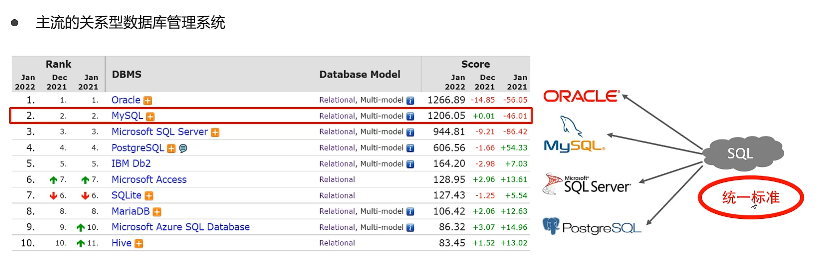 ● 主流的关系型数据库管理系统
Rank Score
Jan 2022 Dec 2021 Jan 2021 DBMS Database Model Jan 2022 Dec 2021 Jan 2021
1. 1. 1. Oracle Relational, Multi-model 1266.89 -14.85 -56.05
2. 2. 2. MySQL Relational, Multi-model 1206.05 +0.01 -46.01
3. 3. 3. Microsoft SQL Server Relational, Multi-model 944.81 -9.21 -86.42
4. 4. 4. PostgreSQL Relational, Multi-model 606.56 -1.66 +54.33
5. 5. 5. IBM Db2 Relational, Multi-model 164.20 -2.98 +7.03
6. 7. 7. Microsoft Access Relational 128.95 +2.96 +13.61
7. 6. 6. SQLite Relational 127.43 -1.25 +5.54
8. 8. 8. MariaDB Relational, Multi-model 106.42 +2.06 +12.63
9. 9. 10. Microsoft Azure SQL Database Relational, Multi-model 86.32 +3.07 +14.96
10. 10. 11. Hive Relational 83.45 +1.52 +13.02
ORACLE
MySQL
Microsoft
SQL Server
PostgreSQL
SQL
统一标准